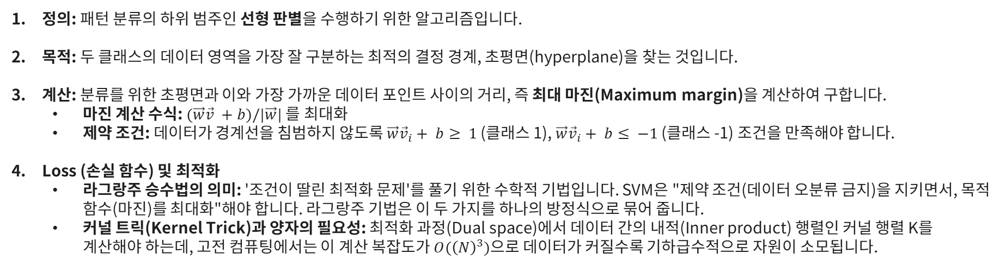 1. 정의: 패턴 분류의 하위 범주인 선형 판별을 수행하기 위한 알고리즘입니다.
2. 목적: 두 클래스의 데이터 영역을 가장 잘 구분하는 최적의 결정 경계, 초평면(hyperplane)을 찾는 것입니다.
3. 계산: 분류를 위한 초평면과 이와 가장 가까운 데이터 포인트 사이의 거리, 즉 최대 마진(Maximum margin)을 계산하여 구합니다.
• 마진 계산 수식: (w⃗v⃗ + b)/|w⃗| 를 최대화
• 제약 조건: 데이터가 경계선을 침범하지 않도록 w⃗v⃗ᵢ + b ≥ 1 (클래스 1), w⃗v⃗ᵢ + b ≤ −1 (클래스 -1) 조건을 만족해야 합니다.
4. Loss (손실 함수) 및 최적화
• 라그랑주 승수법의 의미: '조건이 딸린 최적화 문제'를 풀기 위한 수학적 기법입니다. SVM은 "제약 조건(데이터 오분류 금지)을 지키면서, 목적
함수(마진)를 최대화"해야 합니다. 라그랑주 기법은 이 두 가지를 하나의 방정식으로 묶어 줍니다.
• 커널 트릭(Kernel Trick)과 양자의 필요성: 최적화 과정(Dual space)에서 데이터 간의 내적(Inner product) 행렬인 커널 행렬 K를
계산해야 하는데, 고전 컴퓨팅에서는 이 계산 복잡도가 O((N)³)으로 데이터가 커질수록 기하급수적으로 자원이 소모됩니다.